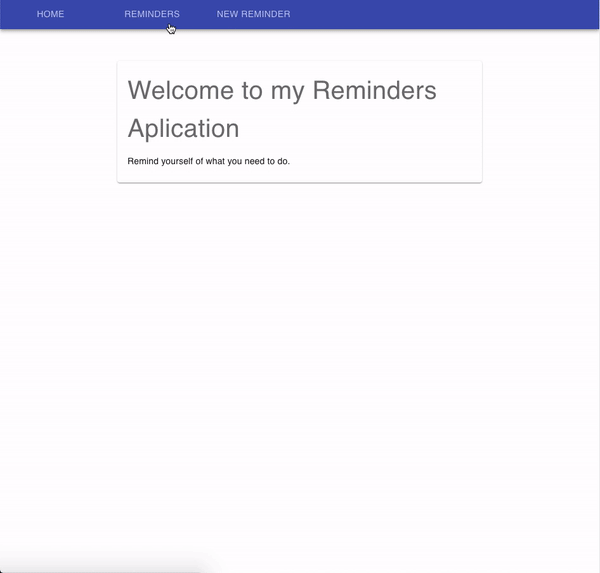 HOME REMINDERS NEW REMINDER
Welcome to my Reminders
Aplication
Remind yourself of what you need to do.